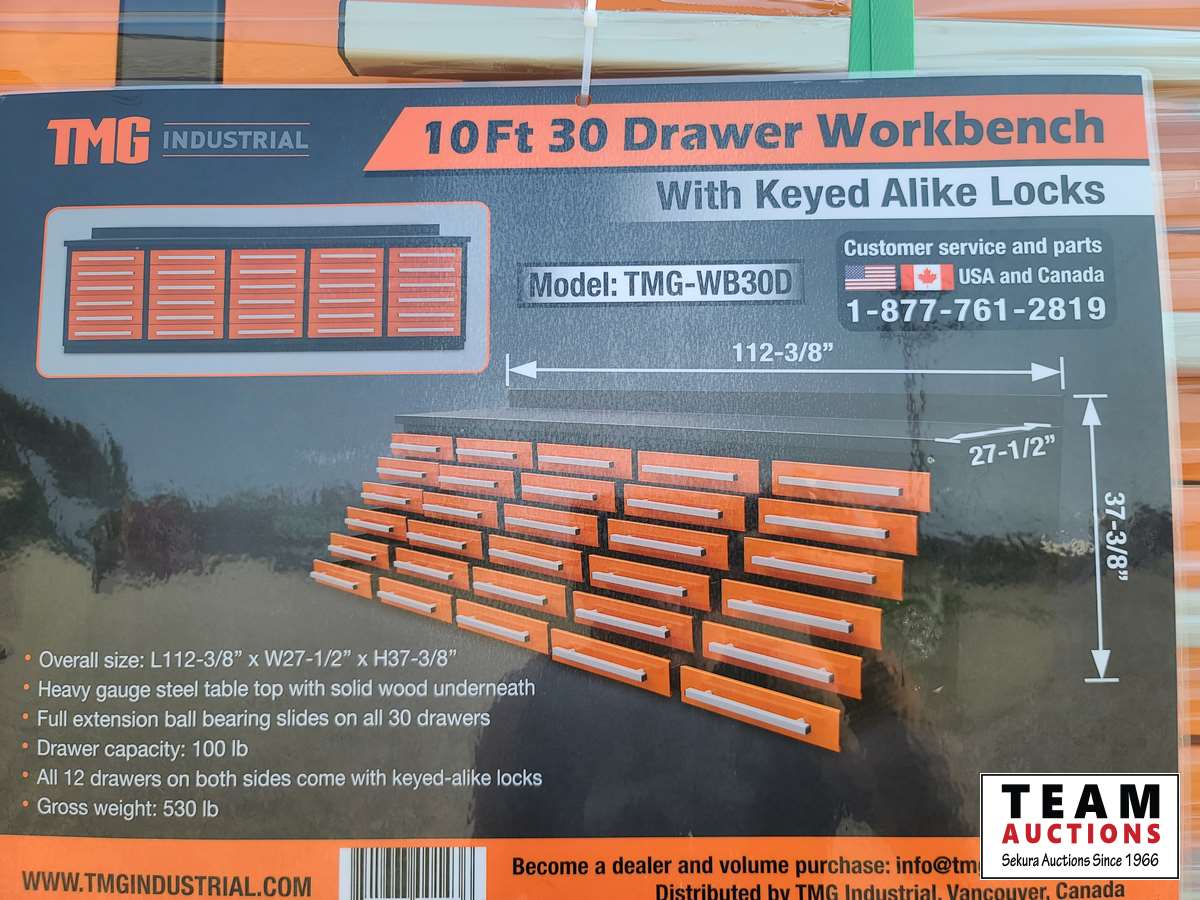 TMG INDUSTRIAL
10Ft 30 Drawer Workbench
With Keyed Alike Locks
Model: TMG-WB30D
Customer service and parts
USA and Canada
1-877-761-2819
112-3/8”
27-1/2”
37-3/8”
• Overall size: L112-3/8” x W27-1/2” x H37-3/8”
• Heavy gauge steel table top with solid wood underneath
• Full extension ball bearing slides on all 30 drawers
• Drawer capacity: 100 lb
• All 12 drawers on both sides come with keyed-alike locks
• Gross weight: 530 lb
WWW.TMGINDUSTRIAL.COM
Become a dealer and volume purchase: info@tm
Distributed by TMG Industrial, Vancouver, Canada
TEAM
AUCTIONS
Sekura Auctions Since 1966